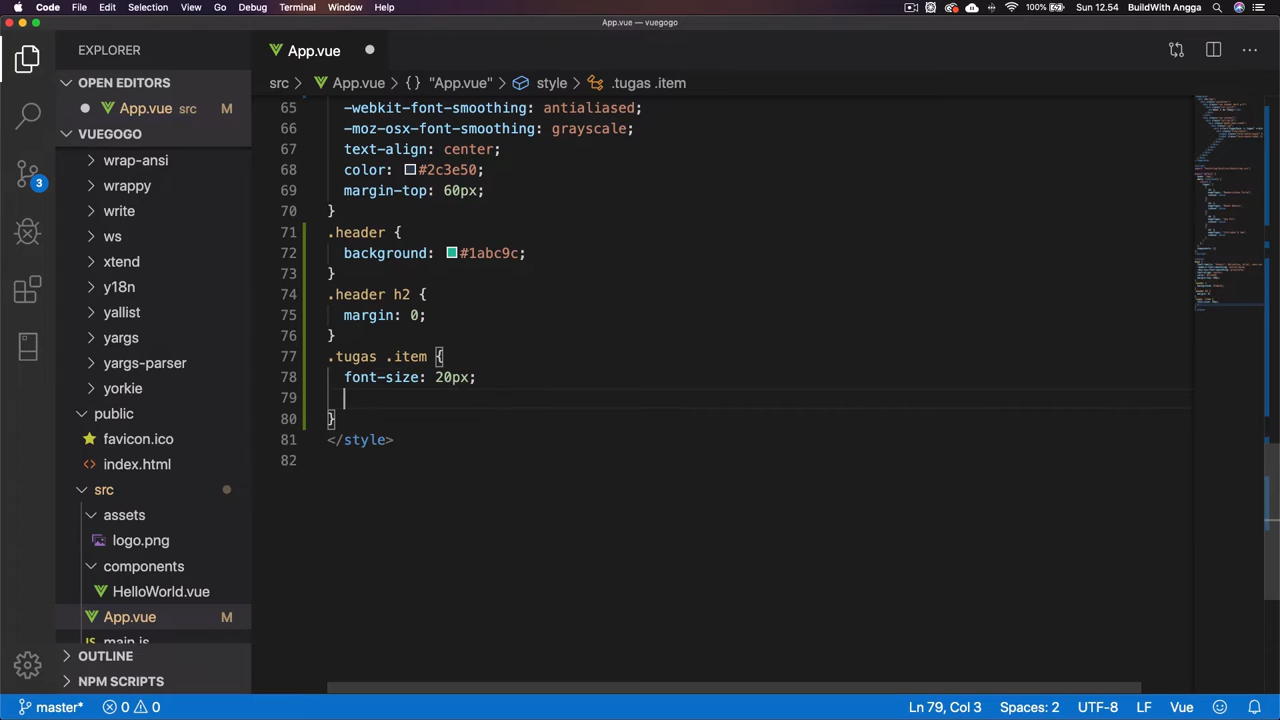 Code File Edit Selection View Go Debug Terminal Window Help 100% Sun 12.54 BuildWith Angga
App.vue — vuegogo
EXPLORER
App.vue
OPEN EDITORS
src App.vue {} "App.vue" style .tugas .item
App.vue src M
VUEGOGO
wrap-ansi
wrappy
write
ws
xtend
y18n
yallist
yargs
yargs-parser
yorkie
public
favicon.ico
index.html
src
assets
logo.png
components
HelloWorld.vue
App.vue M
main.js
OUTLINE
NPM SCRIPTS
3
65 -webkit-font-smoothing: antialiased;
66 -moz-osx-font-smoothing: grayscale;
67 text-align: center;
68 color: #2c3e50;
69 margin-top: 60px;
70 }
71 .header {
72 background: #1abc9c;
73 }
74 .header h2 {
75 margin: 0;
76 }
77 .tugas .item {
78 font-size: 20px;
79
80 }
81 </style>
82
master* 0 0 Ln 79, Col 3 Spaces: 2 UTF-8 LF Vue